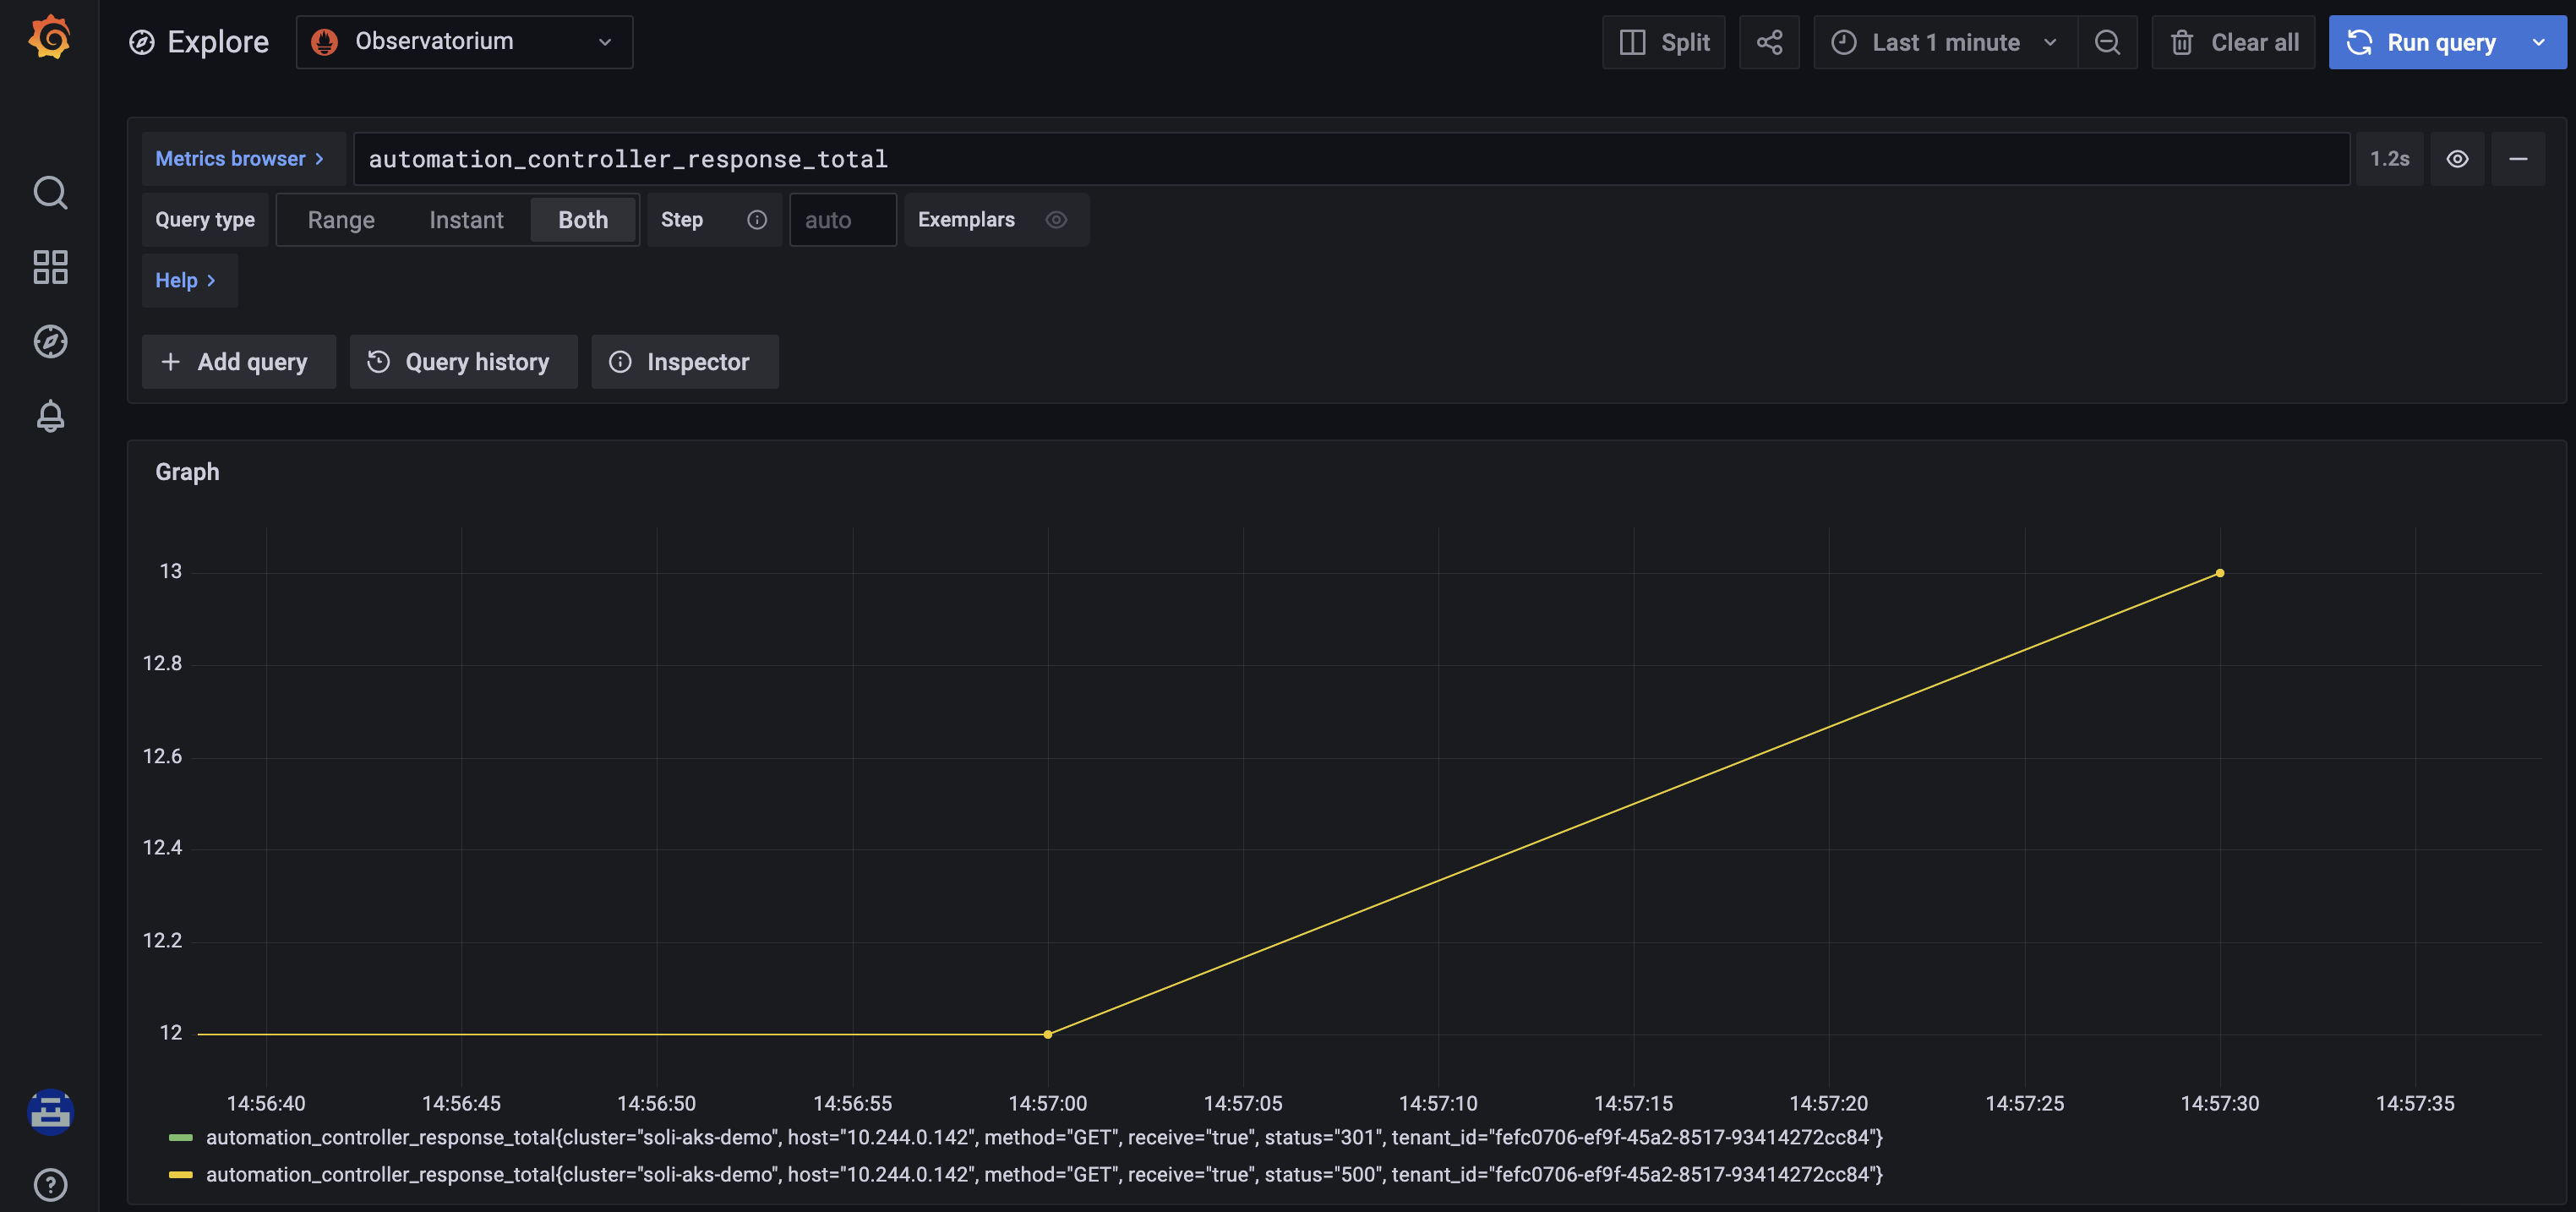 Explore Observatorium Split Last 1 minute Clear all Run query
Metrics browser > automation_controller_response_total 1.2s
Query type Range Instant Both Step auto Exemplars
Help >
+ Add query Query history Inspector
Graph
13
12.8
12.6
12.4
12.2
12
14:56:40 14:56:45 14:56:50 14:56:55 14:57:00 14:57:05 14:57:10 14:57:15 14:57:20 14:57:25 14:57:30 14:57:35
automation_controller_response_total{cluster="soli-aks-demo", host="10.244.0.142", method="GET", receive="true", status="301", tenant_id="fefc0706-ef9f-45a2-8517-93414272cc84"}
automation_controller_response_total{cluster="soli-aks-demo", host="10.244.0.142", method="GET", receive="true", status="500", tenant_id="fefc0706-ef9f-45a2-8517-93414272cc84"}